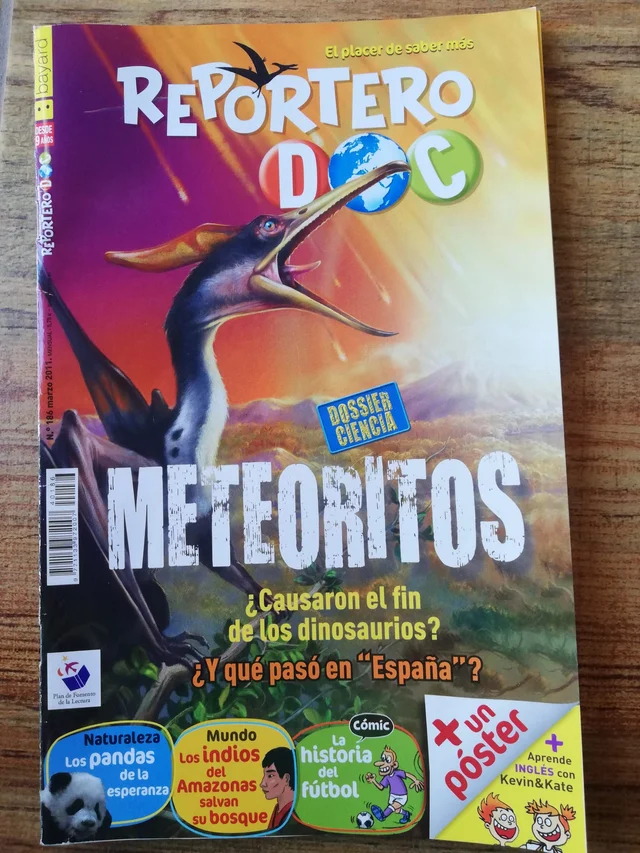 bayard
El placer de saber más
REPORTERO
DOC
DESDE
9 AÑOS
REPORTERO DOC
N.º 186 marzo 2011.
DOSSIER
CIENCIA
METEORITOS
¿Causaron el fin
de los dinosaurios?
¿Y qué pasó en "España"?
40186
Plan de Fomento
de la Lectura
Naturaleza
Los pandas
de la
esperanza
Mundo
Los indios
del
Amazonas
salvan
su bosque
Cómic
La
historia
del
fútbol
+ un
póster
+
Aprende
INGLÉS con
Kevin&Kate